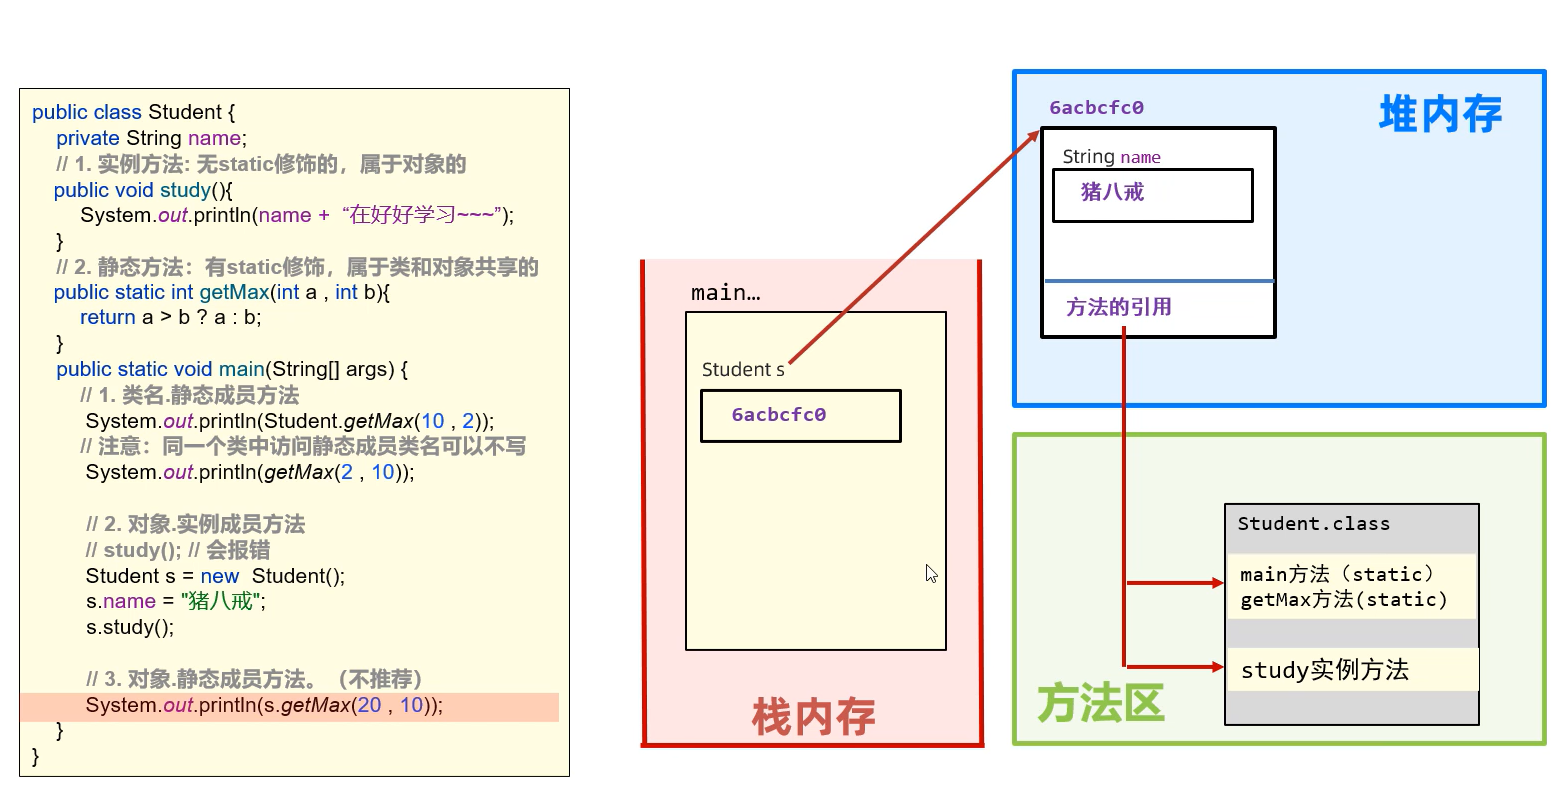 public class Student {
private String name;
// 1. 实例方法: 无static修饰的，属于对象的
public void study(){
System.out.println(name + “在好好学习~~~”);
}
// 2. 静态方法：有static修饰，属于类和对象共享的
public static int getMax(int a , int b){
return a > b ? a : b;
}
public static void main(String[] args) {
// 1. 类名.静态成员方法
System.out.println(Student.getMax(10 , 2));
// 注意：同一个类中访问静态成员类名可以不写
System.out.println(getMax(2 , 10));
// 2. 对象.实例成员方法
// study(); // 会报错
Student s = new Student();
s.name = "猪八戒";
s.study();
// 3. 对象.静态成员方法。（不推荐）
System.out.println(s.getMax(20 , 10));
}
}
main…
Student s
6acbcfc0
栈内存
堆内存
6acbcfc0
String name
猪八戒
方法的引用
Student.class
main方法（static）
getMax方法(static)
study实例方法
方法区